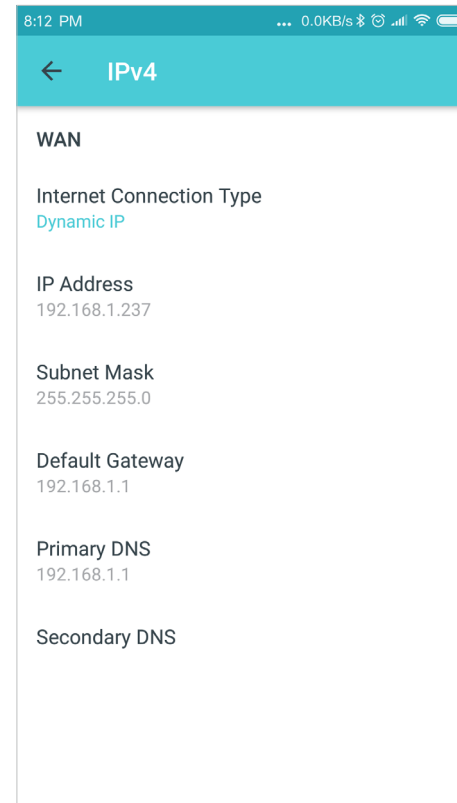 8:12 PM ... 0.0KB/s
IPv4
WAN
Internet Connection Type
Dynamic IP
IP Address
192.168.1.237
Subnet Mask
255.255.255.0
Default Gateway
192.168.1.1
Primary DNS
192.168.1.1
Secondary DNS